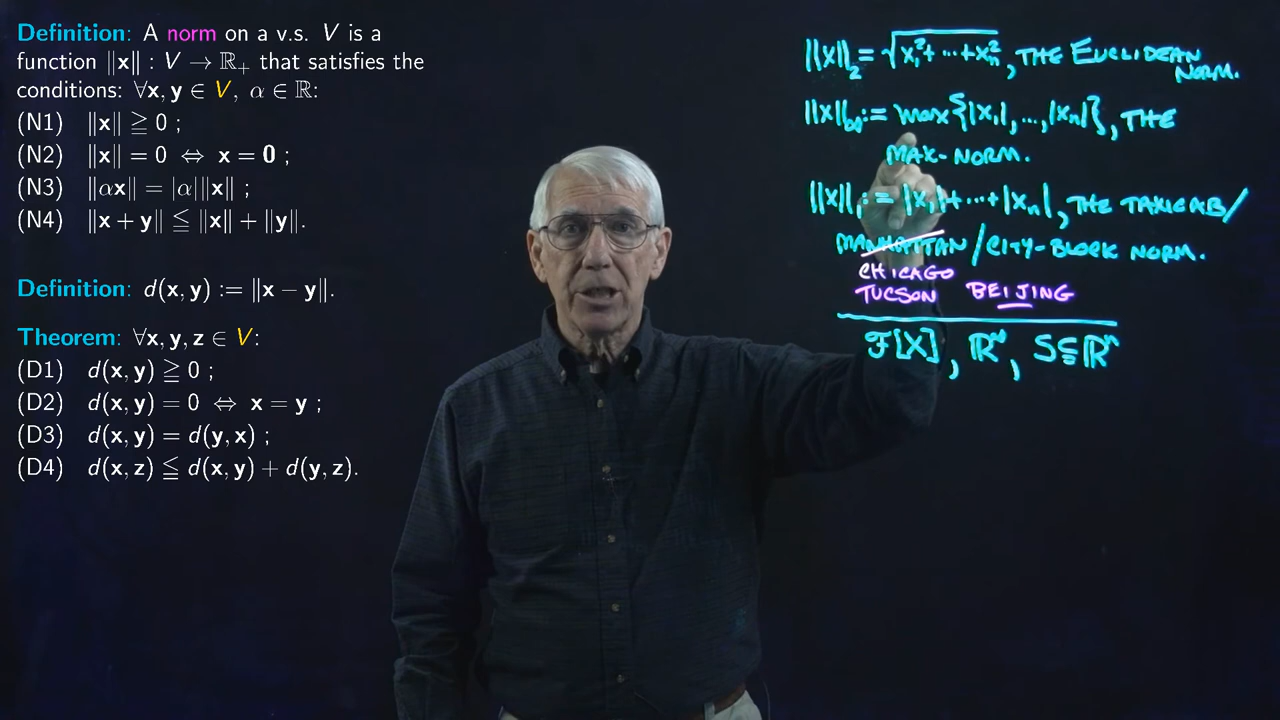 Definition: A norm on a v.s. V is a
function ‖x‖ : V → ℝ₊ that satisfies the
conditions: ∀x, y ∈ V, α ∈ ℝ:
(N1) ‖x‖ ≧ 0 ;
(N2) ‖x‖ = 0 ⇔ x = 0 ;
(N3) ‖αx‖ = |α|‖x‖ ;
(N4) ‖x + y‖ ≦ ‖x‖ + ‖y‖.
Definition: d(x, y) := ‖x − y‖.
Theorem: ∀x, y, z ∈ V:
(D1) d(x, y) ≧ 0 ;
(D2) d(x, y) = 0 ⇔ x = y ;
(D3) d(x, y) = d(y, x) ;
(D4) d(x, z) ≦ d(x, y) + d(y, z).
||x||₂ = √(x₁² + ⋯ + xₙ²), THE EUCLIDEAN
NORM.
||x||∞ := max{|x₁|, ..., |xₙ|}, THE
MAX-NORM.
||x||₁ := |x₁| + ⋯ + |xₙ|, THE TAXICAB/
MANHATTAN/CITY-BLOCK NORM.
CHICAGO
TUCSON BEIJING
ℱ[X], ℝⁿ, S ⊆ ℝⁿ